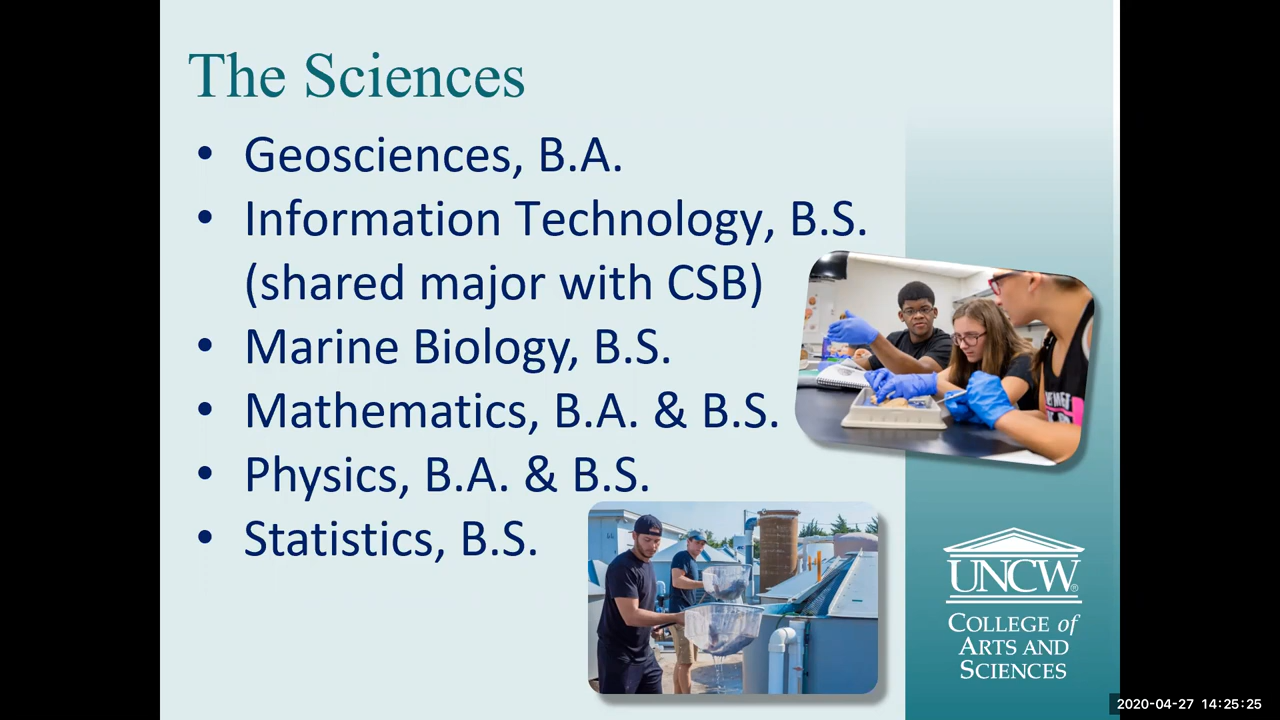 The Sciences
• Geosciences, B.A.
• Information Technology, B.S.
(shared major with CSB)
• Marine Biology, B.S.
• Mathematics, B.A. & B.S.
• Physics, B.A. & B.S.
• Statistics, B.S.
UNCW®
COLLEGE of
ARTS AND
SCIENCES
2020-04-27 14:25:25